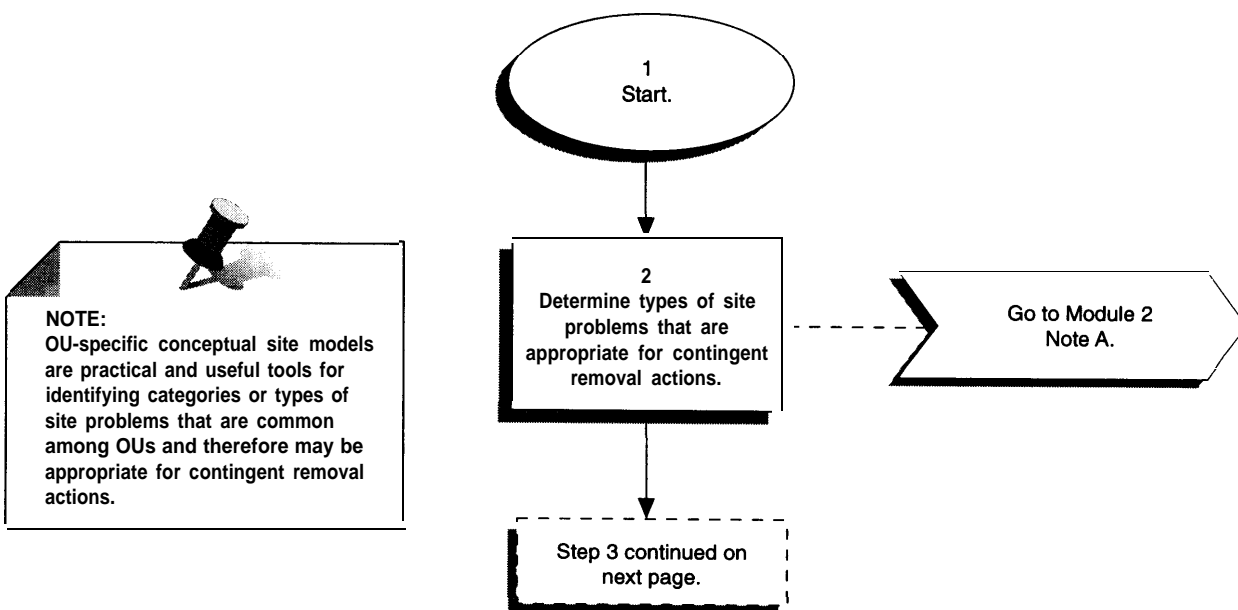 1
Start.
NOTE:
OU-specific conceptual site models
are practical and useful tools for
identifying categories or types of
site problems that are common
among OUs and therefore may be
appropriate for contingent removal
actions.
2
Determine types of site
problems that are
appropriate for contingent
removal actions.
Go to Module 2
Note A.
Step 3 continued on
next page.